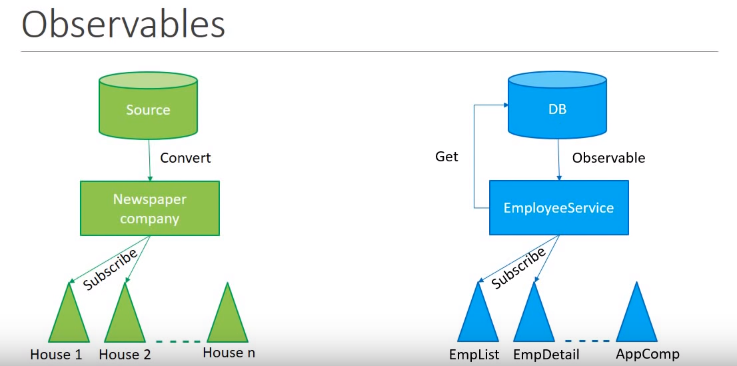 Observables
Source
Convert
Newspaper
company
Subscribe
House 1
House 2
House n
DB
Get
Observable
EmployeeService
Subscribe
EmpList
EmpDetail
AppComp